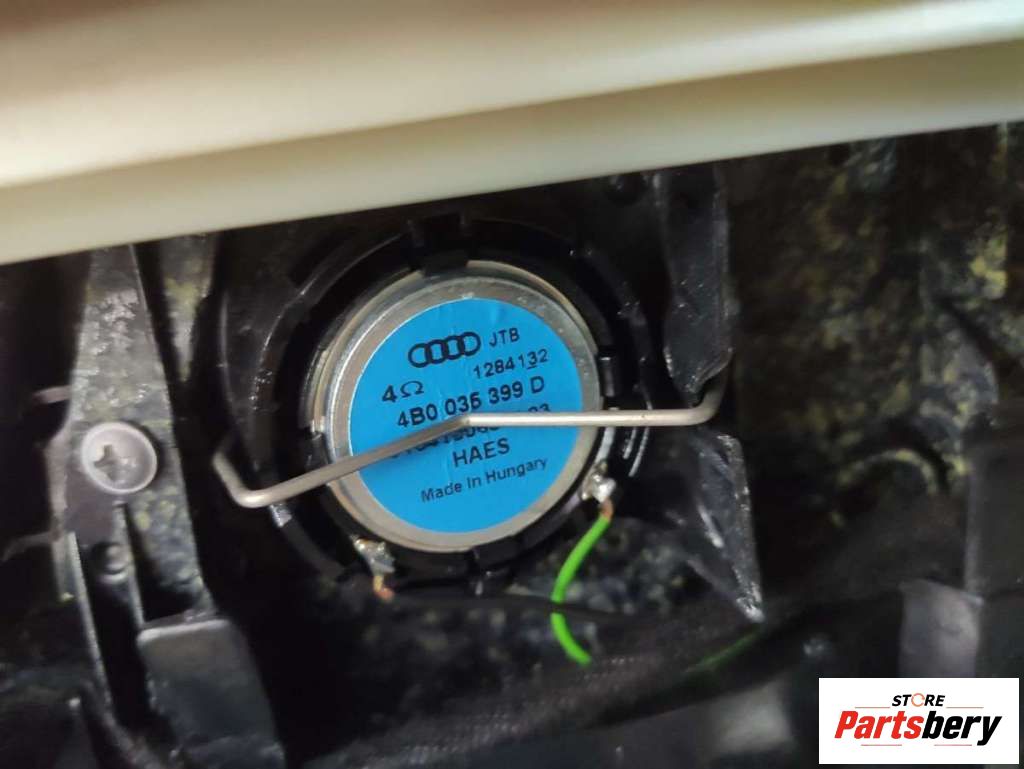 JTB
4Ω 1284132
4B0 035 399 D
HAES
Made In Hungary
STORE
Partsbery